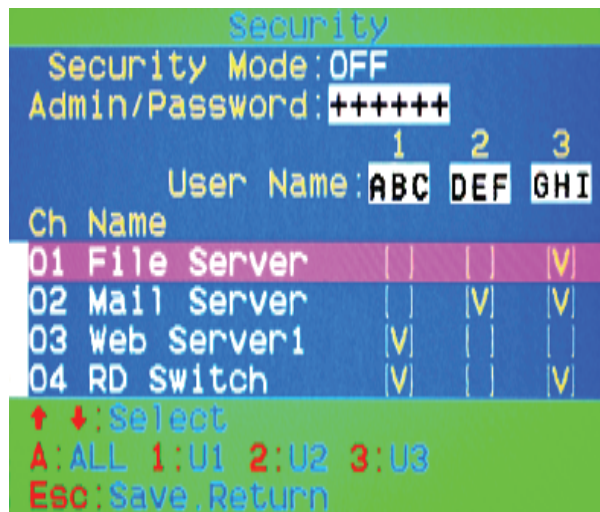 Security
Security Mode:OFF
Admin/Password:++++++
1 2 3
User Name:ABC DEF GHI
Ch Name
01 File Server [ ] [ ] [V]
02 Mail Server [ ] [V] [V]
03 Web Server1 [V] [ ] [ ]
04 RD Switch [V] [ ] [V]
↑ ↓:Select
A:ALL 1:U1 2:U2 3:U3
Esc:Save.Return